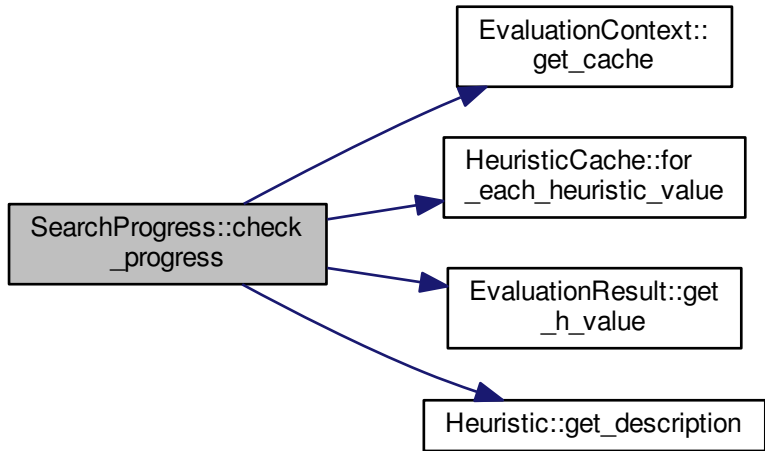 EvaluationContext::
get_cache
HeuristicCache::for
_each_heuristic_value
SearchProgress::check
_progress
EvaluationResult::get
_h_value
Heuristic::get_description